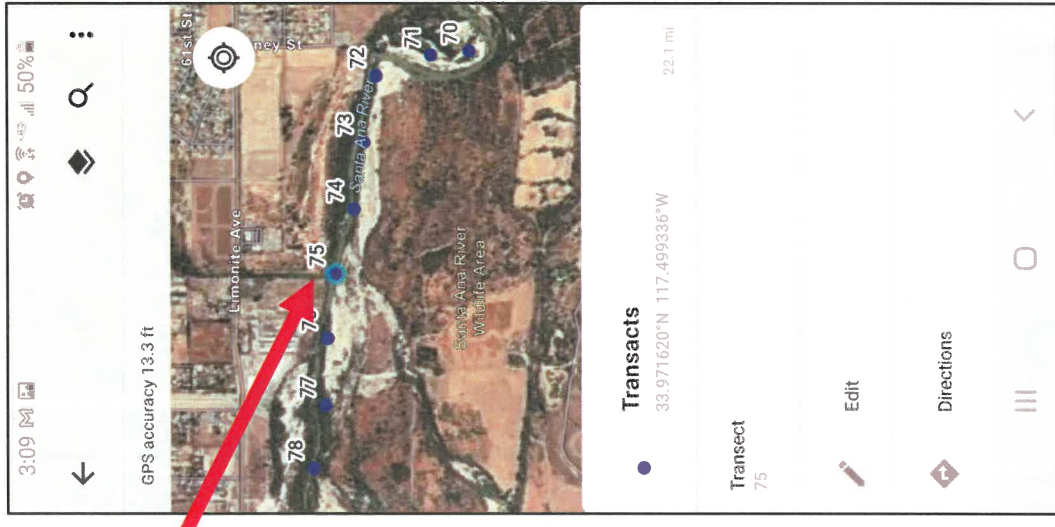 3:09 50%
GPS accuracy 13.3 ft
61st St
ney St
Limonite Ave
78
77
75
74
73
72
71
70
Santa Ana River
Santa Ana River
Wildlife Area
Transacts
33.971620°N 117.499336°W
22.1 mi
Transect
75
Edit
Directions